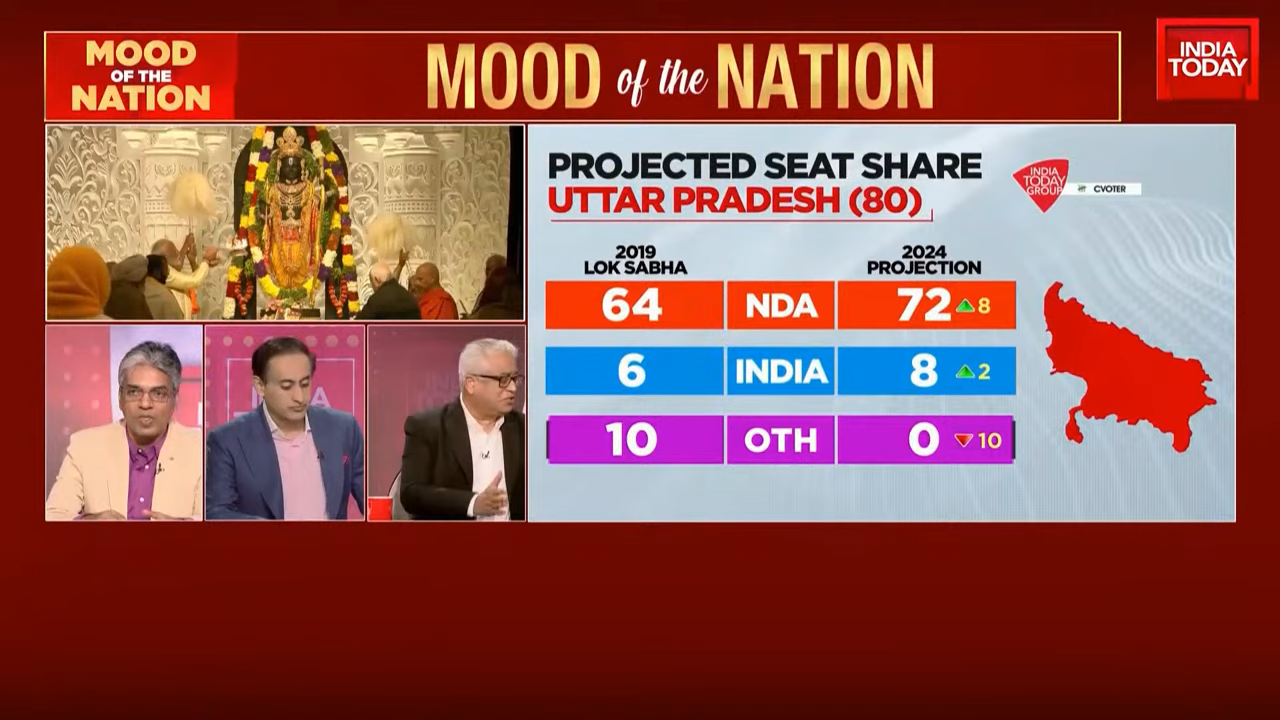 MOOD
OF THE
NATION
MOOD of the NATION
INDIA
TODAY
PROJECTED SEAT SHARE
UTTAR PRADESH (80)
INDIA
TODAY
GROUP
CVOTER
2019
LOK SABHA
2024
PROJECTION
64 NDA 72 8
6 INDIA 8 2
10 OTH 0 10